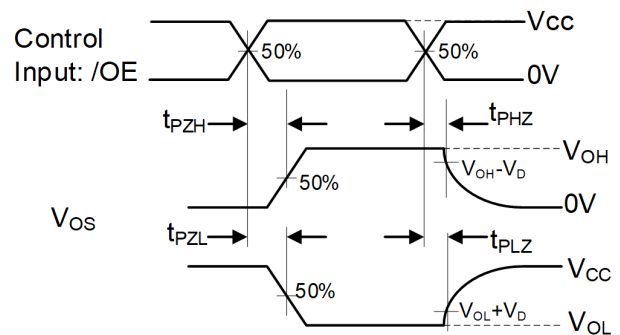 Control
Input: /OE
50%
50%
Vcc
0V
tPZH
tPHZ
VOH
VOH-VD
50%
0V
VOS
tPZL
tPLZ
VCC
50%
VOL+VD
VOL